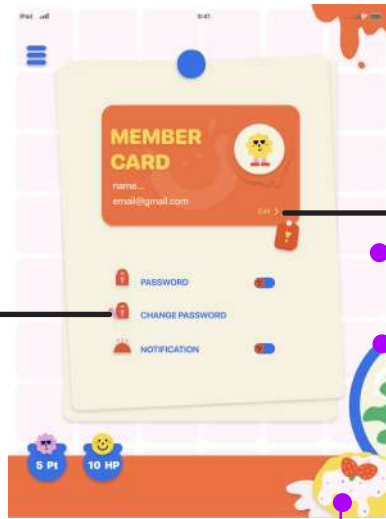 iPad
9:41
MEMBER
CARD
name...
email@gmail.com
Edit
PASSWORD
CHANGE PASSWORD
NOTIFICATION
5 Pt
10 HP